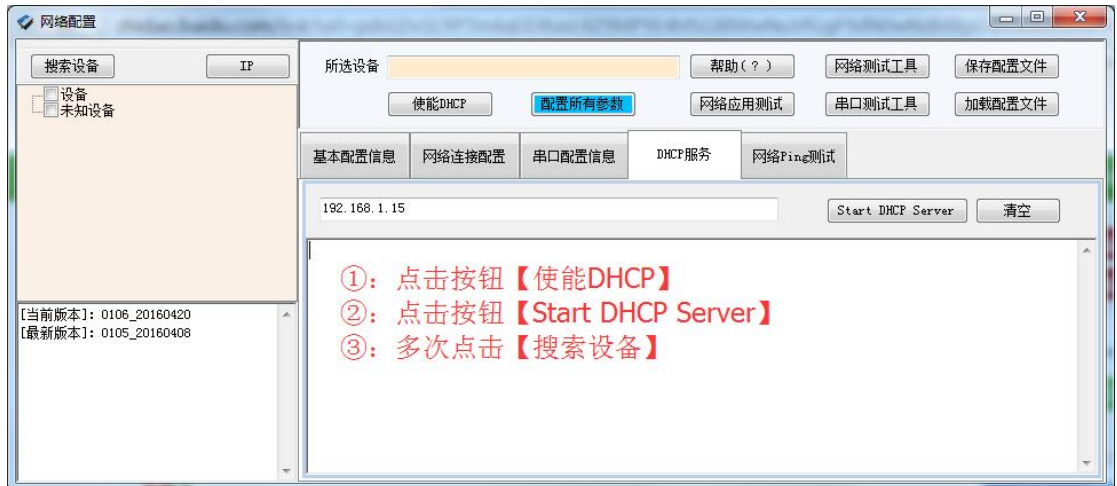 网络配置
搜索设备
IP
设备
未知设备
[当前版本]: 0106_20160420
[最新版本]: 0105_20160408
所选设备
帮助(?)
网络测试工具
保存配置文件
使能DHCP
配置所有参数
网络应用测试
串口测试工具
加载配置文件
基本配置信息
网络连接配置
串口配置信息
DHCP服务
网络Ping测试
192.168.1.15
Start DHCP Server
清空
①：点击按钮【使能DHCP】
②：点击按钮【Start DHCP Server】
③：多次点击【搜索设备】